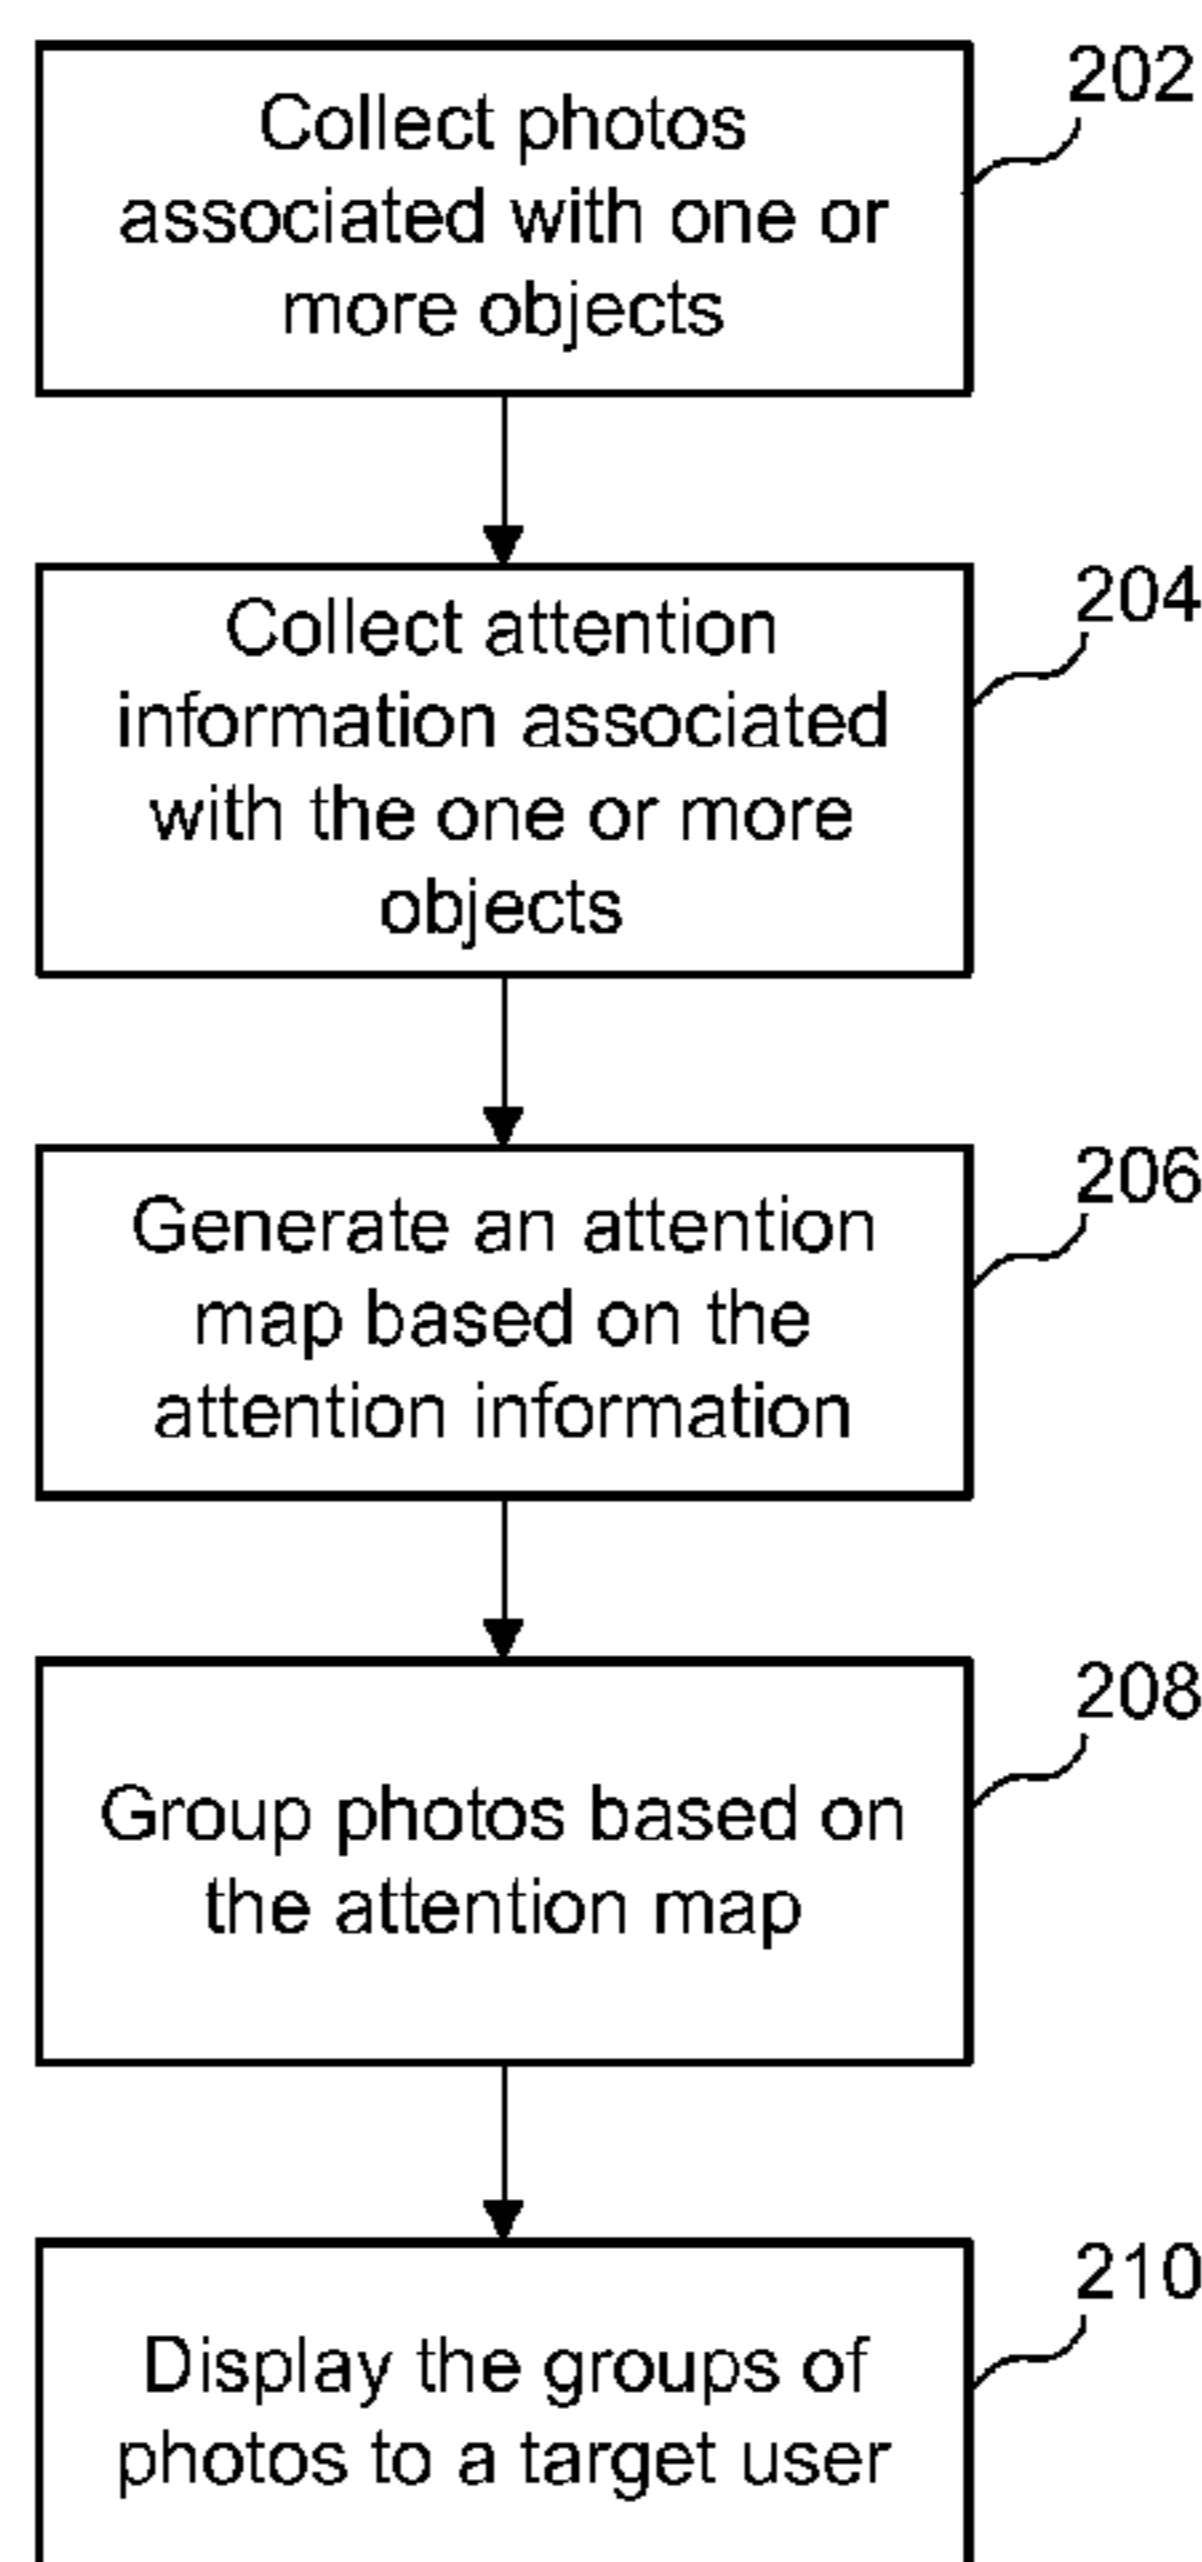 Collect photos
associated with one or
more objects
202
Collect attention
information associated
with the one or more
objects
204
Generate an attention
map based on the
attention information
206
Group photos based on
the attention map
208
Display the groups of
photos to a target user
210